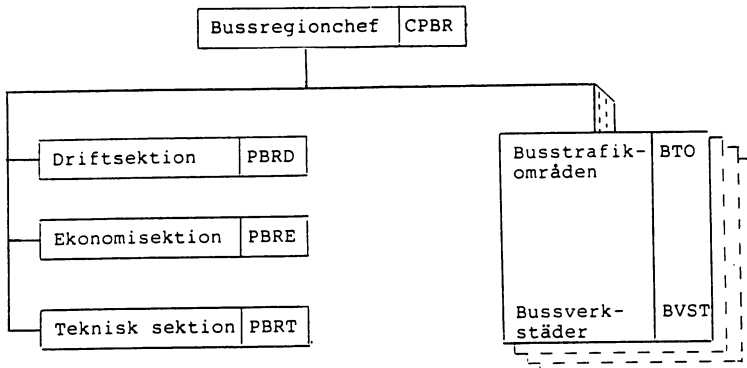 Bussregionchef CPBR
Driftsektion PBRD
Ekonomisektion PBRE
Teknisk sektion PBRT
Busstrafik- BTO
områden
Bussverk- BVST
städer